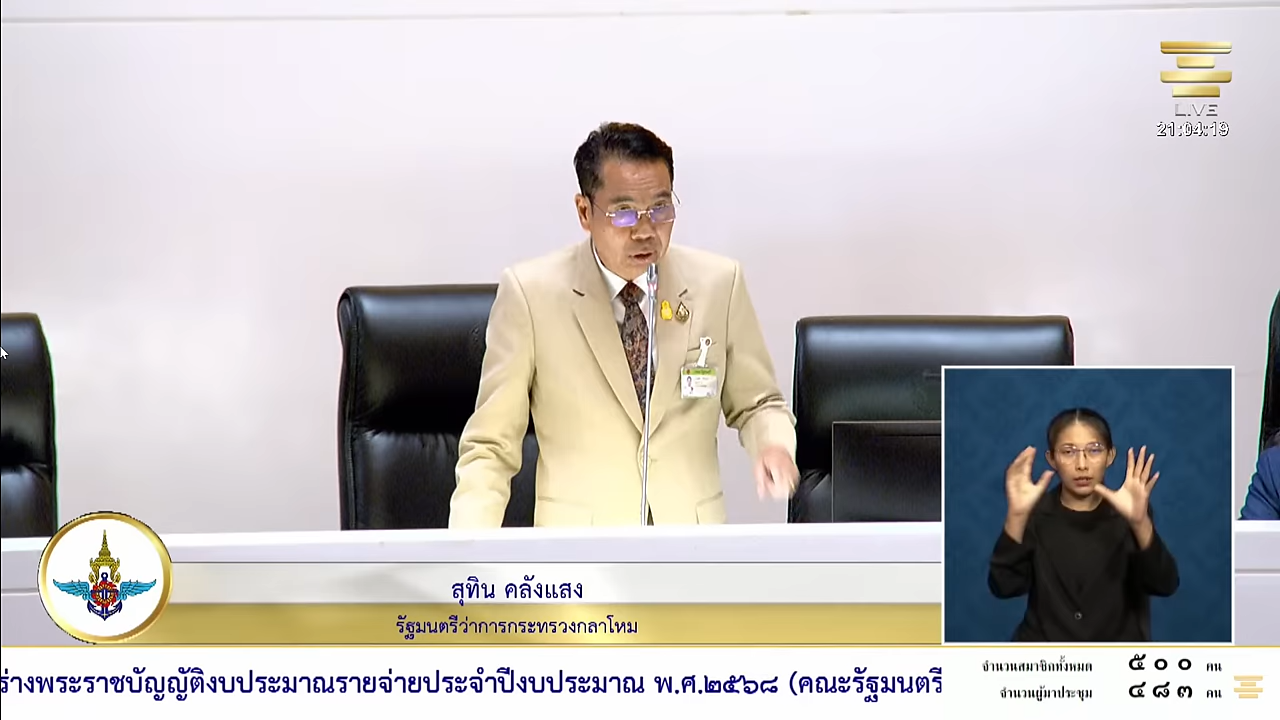 LIVE
21:04:19
สุทิน คลังแสง
รัฐมนตรีว่าการกระทรวงกลาโหม
ร่างพระราชบัญญัติงบประมาณรายจ่ายประจำปีงบประมาณ พ.ศ.๒๕๖๘ (คณะรัฐมนตรี
จำนวนสมาชิกทั้งหมด ๕๐๐ คน
จำนวนผู้มาประชุม ๔๘๓ คน